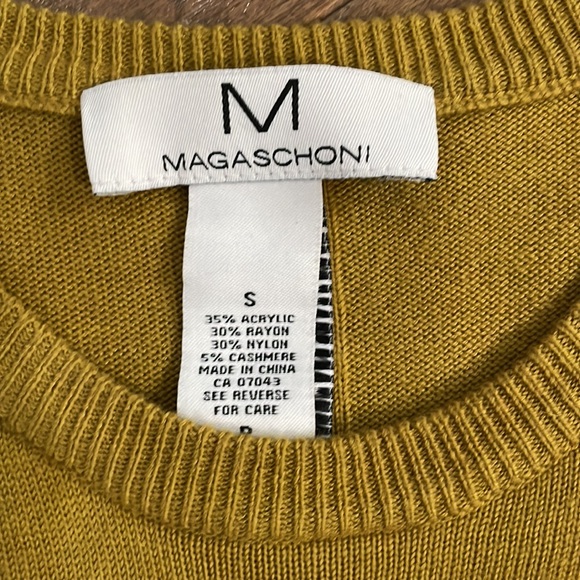 M
MAGASCHONI
S
35% ACRYLIC
30% RAYON
30% NYLON
5% CASHMERE
MADE IN CHINA
CA 07043
SEE REVERSE
FOR CARE